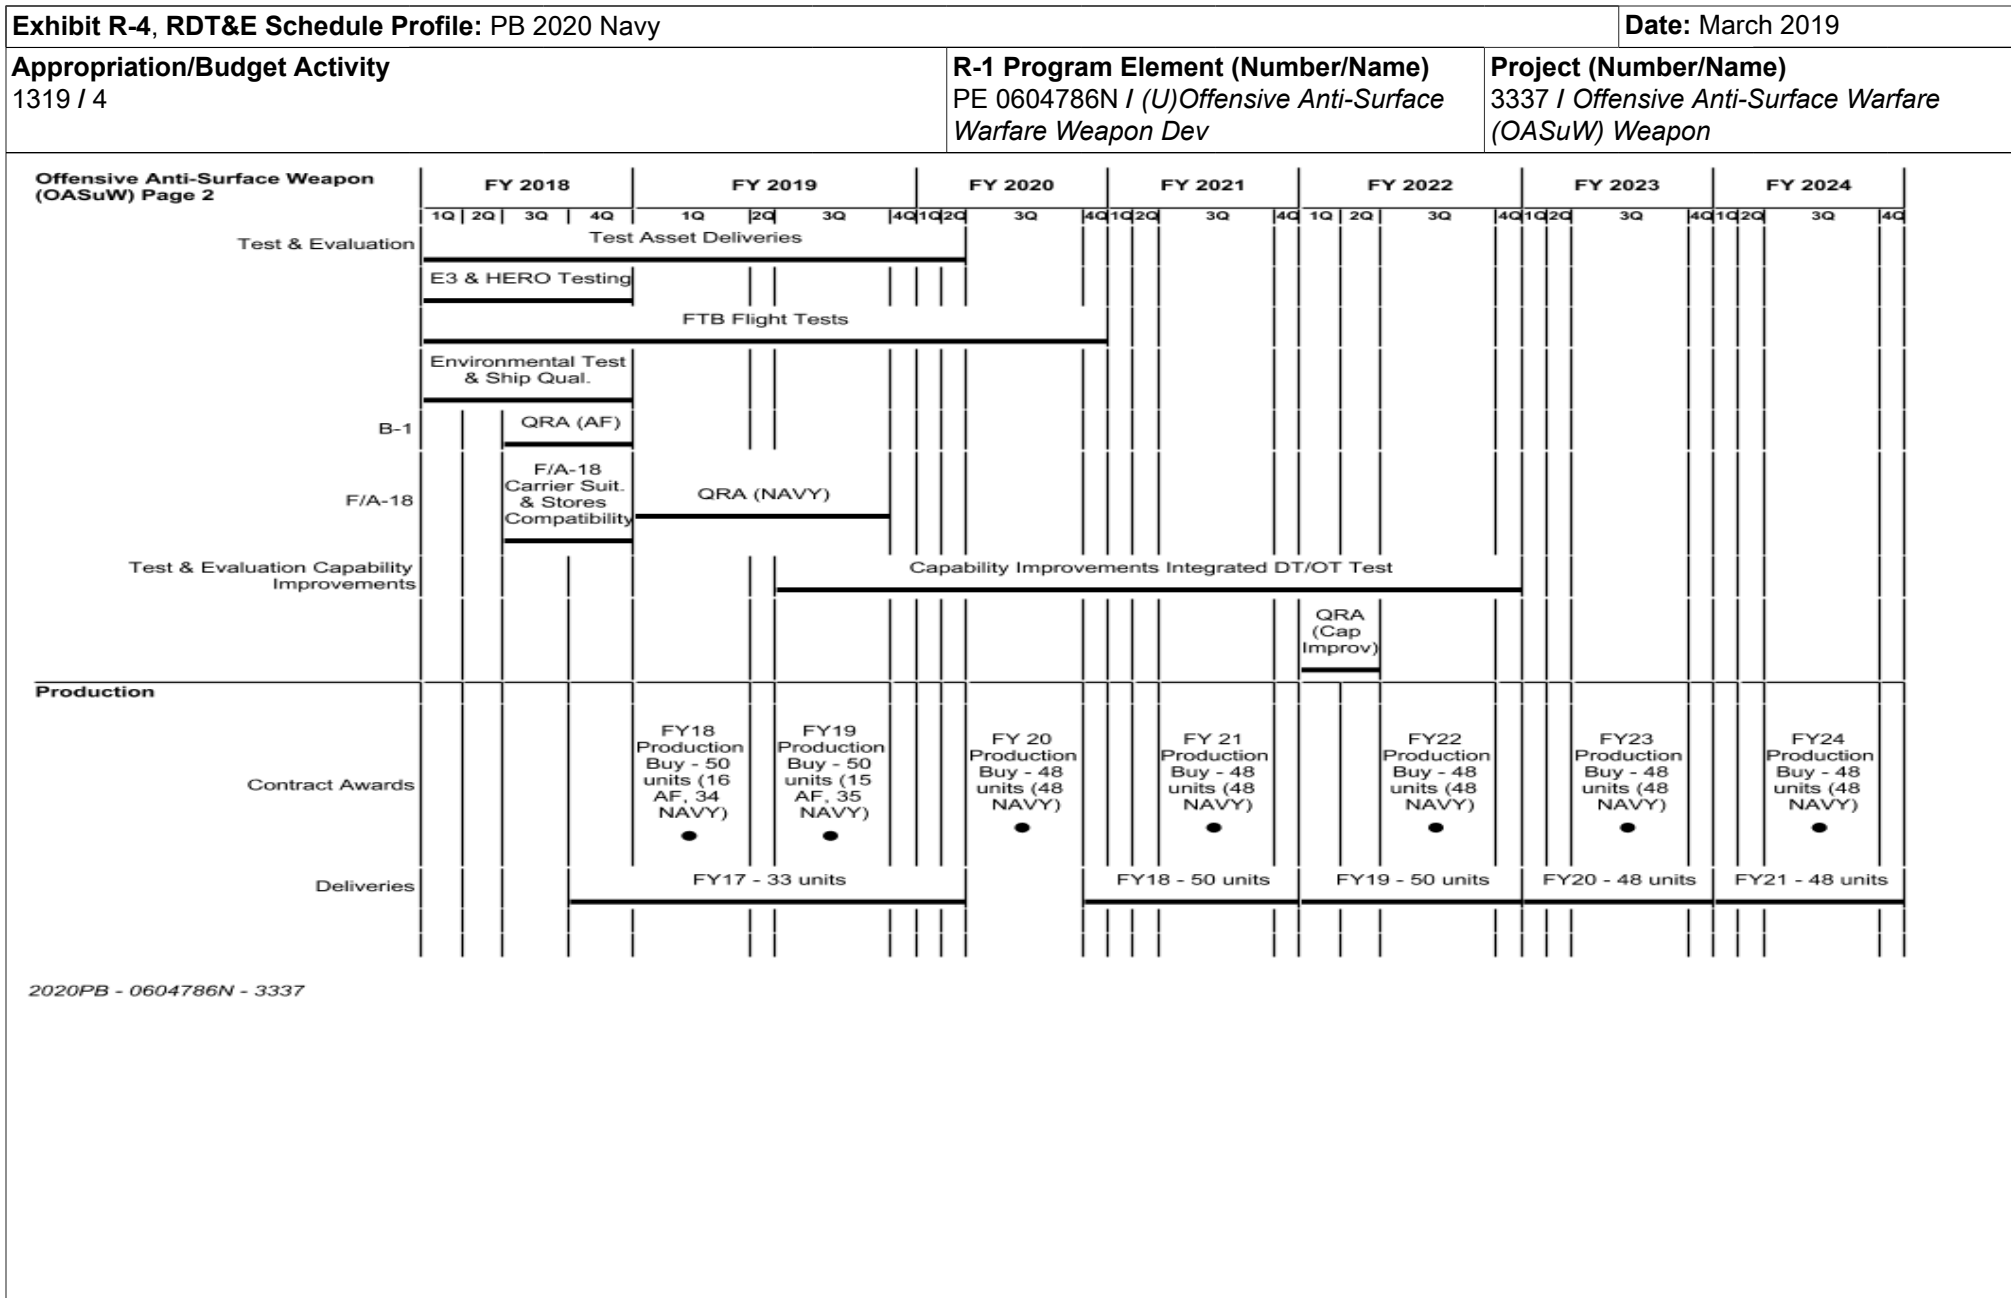 Exhibit R-4, RDT&E Schedule Profile: PB 2020 Navy
Date: March 2019
Appropriation/Budget Activity
1319 / 4
R-1 Program Element (Number/Name)
PE 0604786N / (U)Offensive Anti-Surface
Warfare Weapon Dev
Project (Number/Name)
3337 / Offensive Anti-Surface Warfare
(OASuW) Weapon
Offensive Anti-Surface Weapon
(OASuW) Page 2
FY 2018
FY 2019
FY 2020
FY 2021
FY 2022
FY 2023
FY 2024
1Q 2Q 3Q 4Q 1Q 2Q 3Q 4Q 1Q 2Q 3Q 4Q 1Q 2Q 3Q 4Q 1Q 2Q 3Q 4Q 1Q 2Q 3Q 4Q 1Q 2Q 3Q 4Q
Test & Evaluation
Test Asset Deliveries
E3 & HERO Testing
FTB Flight Tests
Environmental Test
& Ship Qual.
B-1
QRA (AF)
F/A-18
F/A-18
Carrier Suit.
& Stores
Compatibility
QRA (NAVY)
Test & Evaluation Capability
Improvements
Capability Improvements Integrated DT/OT Test
QRA
(Cap
Improv)
Production
Contract Awards
FY18
Production
Buy - 50
units (16
AF, 34
NAVY)
FY19
Production
Buy - 50
units (15
AF, 35
NAVY)
FY 20
Production
Buy - 48
units (48
NAVY)
FY 21
Production
Buy - 48
units (48
NAVY)
FY22
Production
Buy - 48
units (48
NAVY)
FY23
Production
Buy - 48
units (48
NAVY)
FY24
Production
Buy - 48
units (48
NAVY)
Deliveries
FY17 - 33 units
FY18 - 50 units
FY19 - 50 units
FY20 - 48 units
FY21 - 48 units
2020PB - 0604786N - 3337